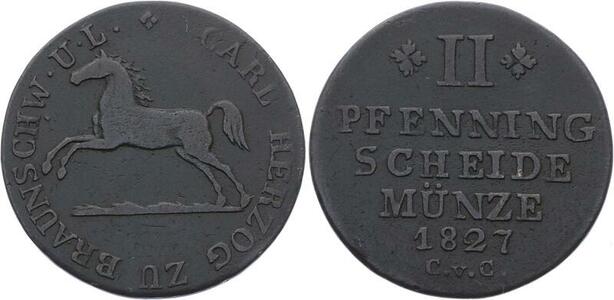 CARL HERZOG ZU BRAUNSCHW.U.L.
II
PFENNING
SCHEIDE
MÜNZE
1827
C.v.C.